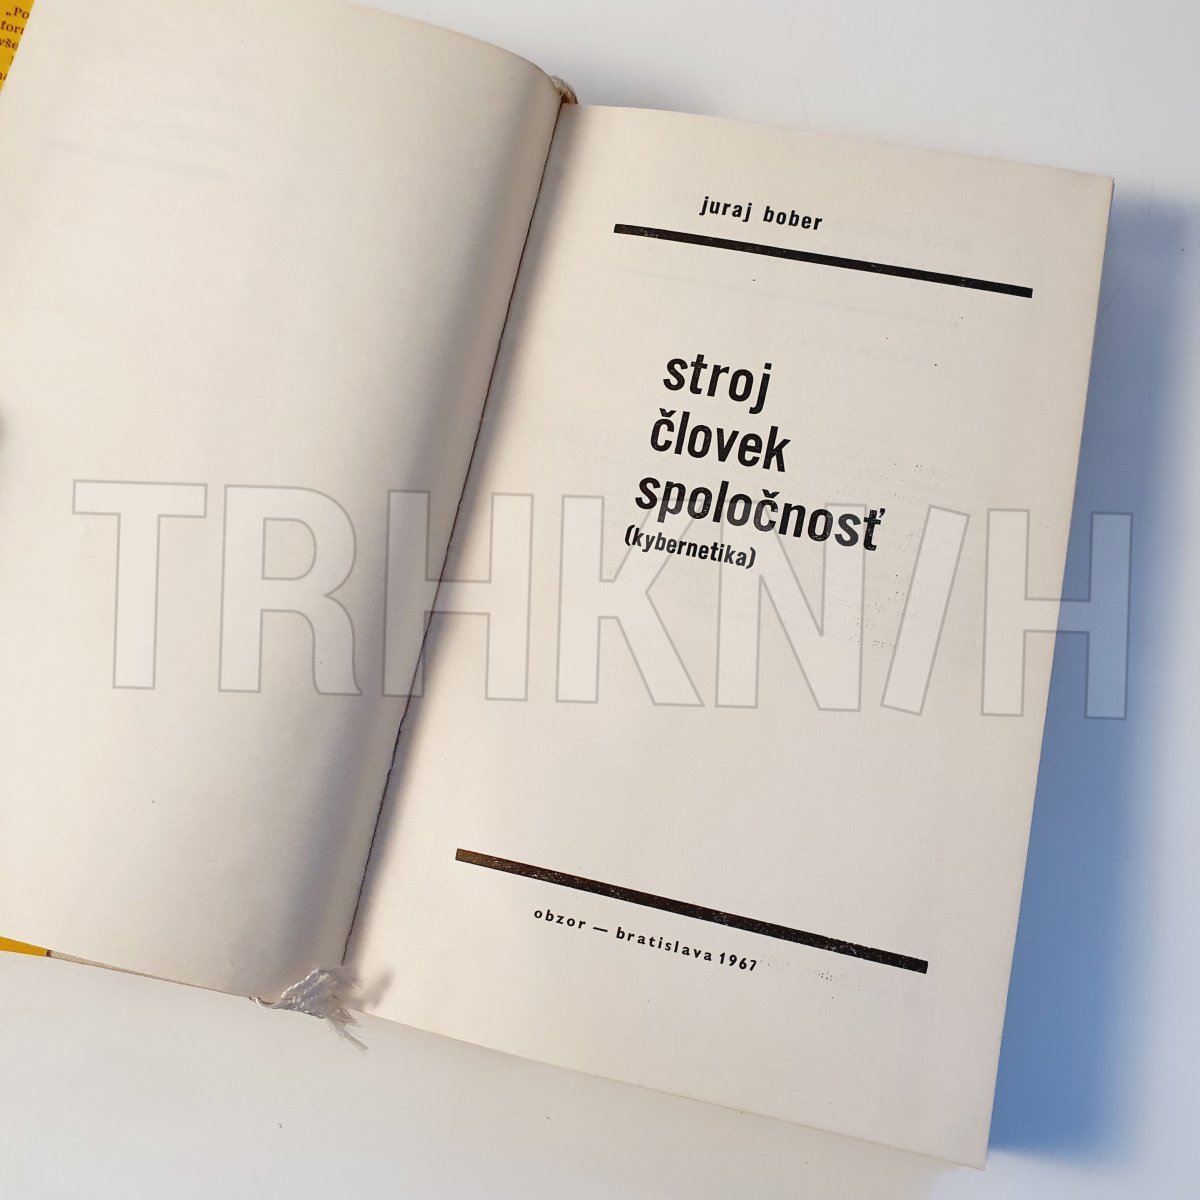 juraj bober
stroj
človek
spoločnosť
(kybernetika)
obzor — bratislava 1967
TRHKNIH